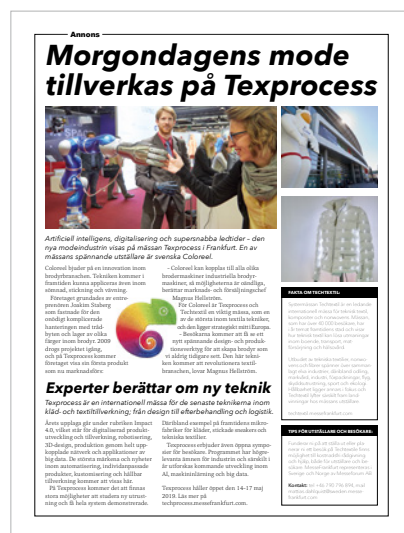 Annons
Morgondagens mode
tillverkas på Texprocess
Artificiell intelligens, digitalisering och supersnabba ledtider – den
nya modeindustrin visas på mässan Texprocess i Frankfurt. En av
mässans spännande utställare är svenska Coloreel.
Coloreel bjuder på en innovation inom
brodyrbranschen. Tekniken kommer i
framtiden kunna appliceras även inom
sömnad, stickning och vävning.
Företaget grundades av entre-
prenören Joakim Staberg
som fastnade för den
onödigt komplicerade
hanteringen med tråd-
byten och lager av olika
färger inom brodyr. 2009
drogs projektet igång,
och på Texprocess kommer
företaget visa sin första produkt
som nu marknadsförs:
- Coloreel kan kopplas till alla olika
brodermaskiner industriella brodyr-
maskiner, så möjligheterna är oändliga,
berättar marknads- och försäljningschef
Magnus Hellström.
För Coloreel är Texprocess och
Techtextil en viktig mässa, som en
av de största inom textila tekniker,
och den ligger strategiskt mitt i Europa.
- Besökarna kommer att få se ett
nytt spännande design- och produk-
tionsverktyg för att skapa brodyr som
vi aldrig tidigare sett. Den här tekni-
ken kommer att revolutionera textil-
branschen, lovar Magnus Hellström.
Experter berättar om ny teknik
Texprocess är en internationell mässa för de senaste teknikerna inom
kläd- och textiltillverkning; från design till efterbehandling och logistik.
Årets upplaga går under rubriken Impact
4.0, vilket står för digitaliserad produkt-
utveckling och tillverkning, robotisering,
3D-design, produktion genom helt upp-
kopplade nätverk och applikationer av
big data. De största märkena och nyheter
inom automatisering, individanpassade
produkter, kustomisering och hållbar
tillverkning kommer att visas här.
På Texprocess kommer det att finnas
stora möjligheter att studera ny utrust-
ning och få hela system demonstrerade.
Däribland exempel på framtidens mikro-
fabriker för kläder, stickade sneakers och
tekniska textilier.
Texprocess erbjuder även öppna sympo-
sier för besökare. Programmet har högre-
levanta ämnen för industrin och särskilt i
år utforskas kommande utveckling inom
AI, maskininlärning och big data.
Texprocess håller öppet den 14-17 maj
2019. Läs mer på
techprocess.messefrankfurt.com.
FAKTA OM TECHTEXTIL:
techtextil.messefrankfurt.com
TIPS FÖR UTSTÄLLARE OCH BESÖKARE:
Kontakt: